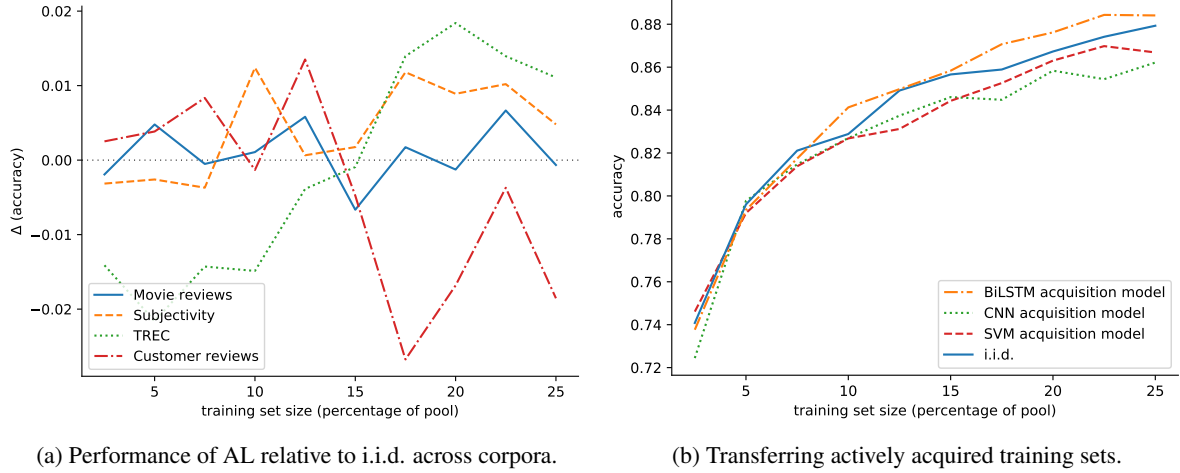 0.02
0.01
0.00
−0.01
−0.02
Δ (accuracy)
Movie reviews
Subjectivity
TREC
Customer reviews
5
10
15
20
25
training set size (percentage of pool)
(a) Performance of AL relative to i.i.d. across corpora.
0.88
0.86
0.84
0.82
0.80
0.78
0.76
0.74
0.72
accuracy
BiLSTM acquisition model
CNN acquisition model
SVM acquisition model
i.i.d.
5
10
15
20
25
training set size (percentage of pool)
(b) Transferring actively acquired training sets.